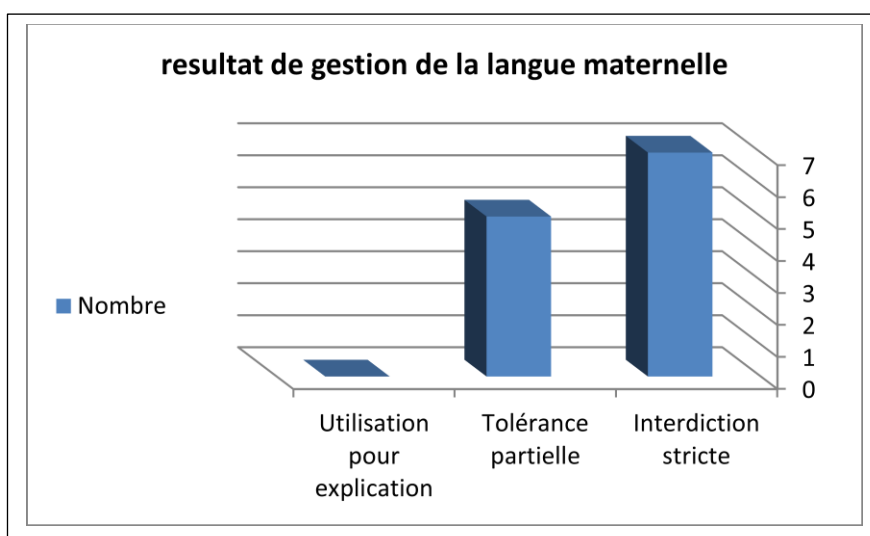 resultat de gestion de la langue maternelle
7
6
5
4
3
2
1
0
Nombre
Utilisation
pour
explication
Tolérance
partielle
Interdiction
stricte